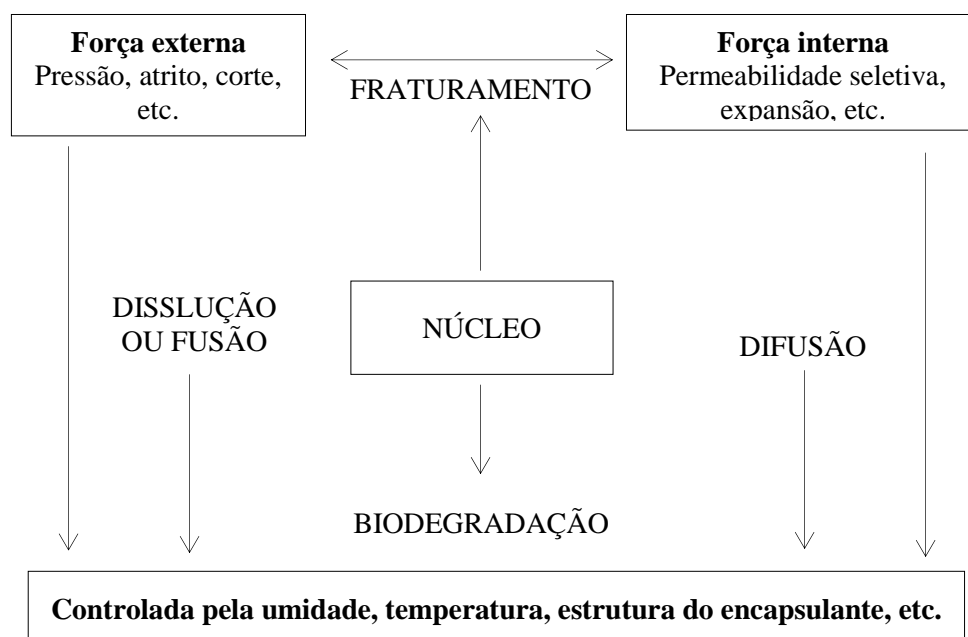 Força externa
Pressão, atrito, corte,
etc.
FRATURAMENTO
Força interna
Permeabilidade seletiva,
expansão, etc.
DISSLUÇÃO
OU FUSÃO
NÚCLEO
DIFUSÃO
BIODEGRADAÇÃO
Controlada pela umidade, temperatura, estrutura do encapsulante, etc.